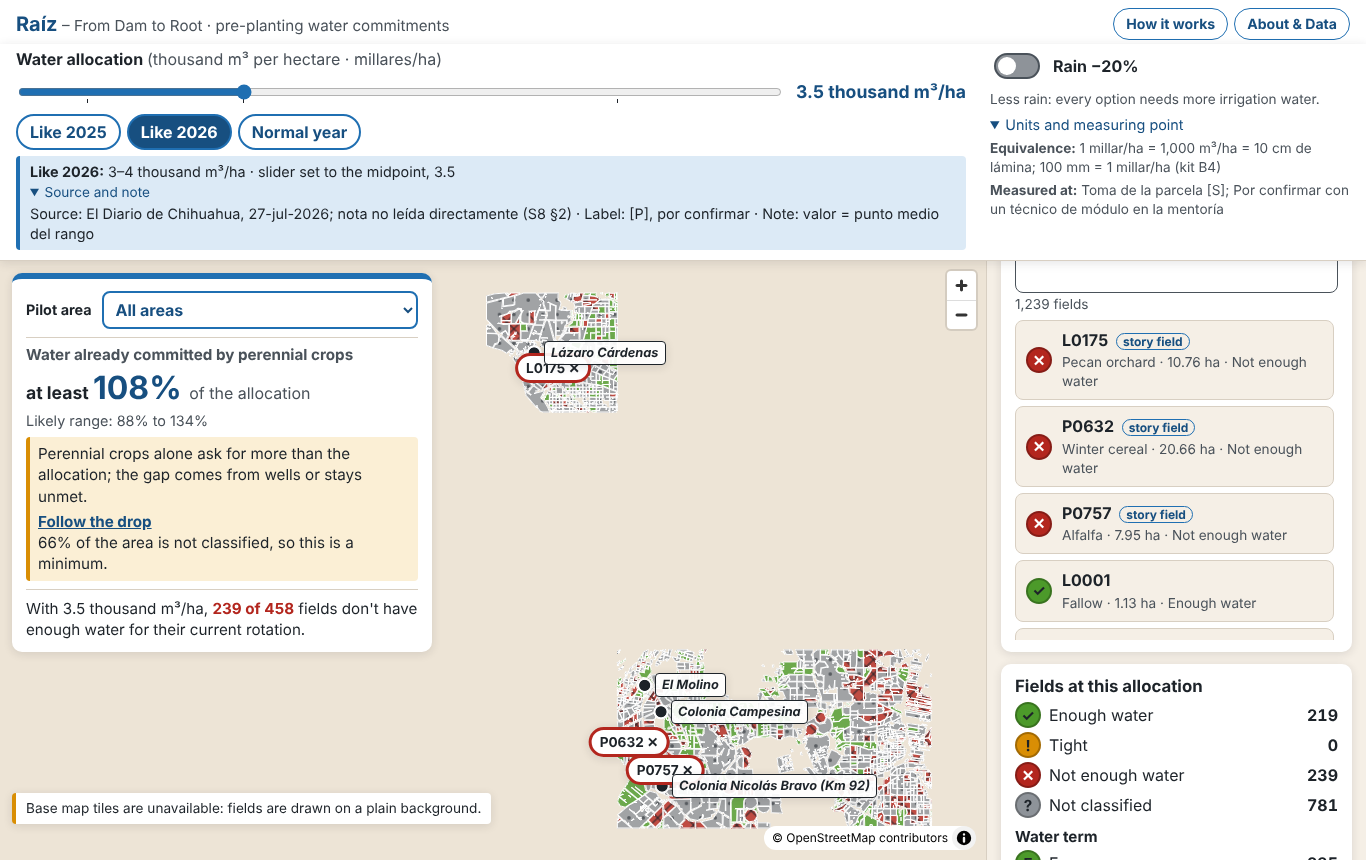 Raíz – From Dam to Root · pre-planting water commitments
How it works
About & Data
Water allocation (thousand m³ per hectare · millares/ha)
3.5 thousand m³/ha
Like 2025
Like 2026
Normal year
Like 2026: 3–4 thousand m³/ha · slider set to the midpoint, 3.5
▼ Source and note
Source: El Diario de Chihuahua, 27-jul-2026; nota no leída directamente (S8 §2) · Label: [P], por confirmar · Note: valor = punto medio
del rango
Rain −20%
Less rain: every option needs more irrigation water.
▼ Units and measuring point
Equivalence: 1 millar/ha = 1,000 m³/ha = 10 cm de
lámina; 100 mm = 1 millar/ha (kit B4)
Measured at: Toma de la parcela [S]; Por confirmar con
un técnico de módulo en la mentoría
Pilot area
All areas
Water already committed by perennial crops
at least 108% of the allocation
Likely range: 88% to 134%
Perennial crops alone ask for more than the
allocation; the gap comes from wells or stays
unmet.
Follow the drop
66% of the area is not classified, so this is a
minimum.
With 3.5 thousand m³/ha, 239 of 458 fields don't have
enough water for their current rotation.
+
−
Lázaro Cárdenas
L0175 ✕
El Molino
Colonia Campesina
P0632 ✕
P0757 ✕
Colonia Nicolás Bravo (Km 92)
Base map tiles are unavailable: fields are drawn on a plain background.
© OpenStreetMap contributors
1,239 fields
L0175 story field
Pecan orchard · 10.76 ha · Not enough
water
P0632 story field
Winter cereal · 20.66 ha · Not enough
water
P0757 story field
Alfalfa · 7.95 ha · Not enough water
L0001
Fallow · 1.13 ha · Enough water
Fields at this allocation
Enough water 219
Tight 0
Not enough water 239
Not classified 781
Water term